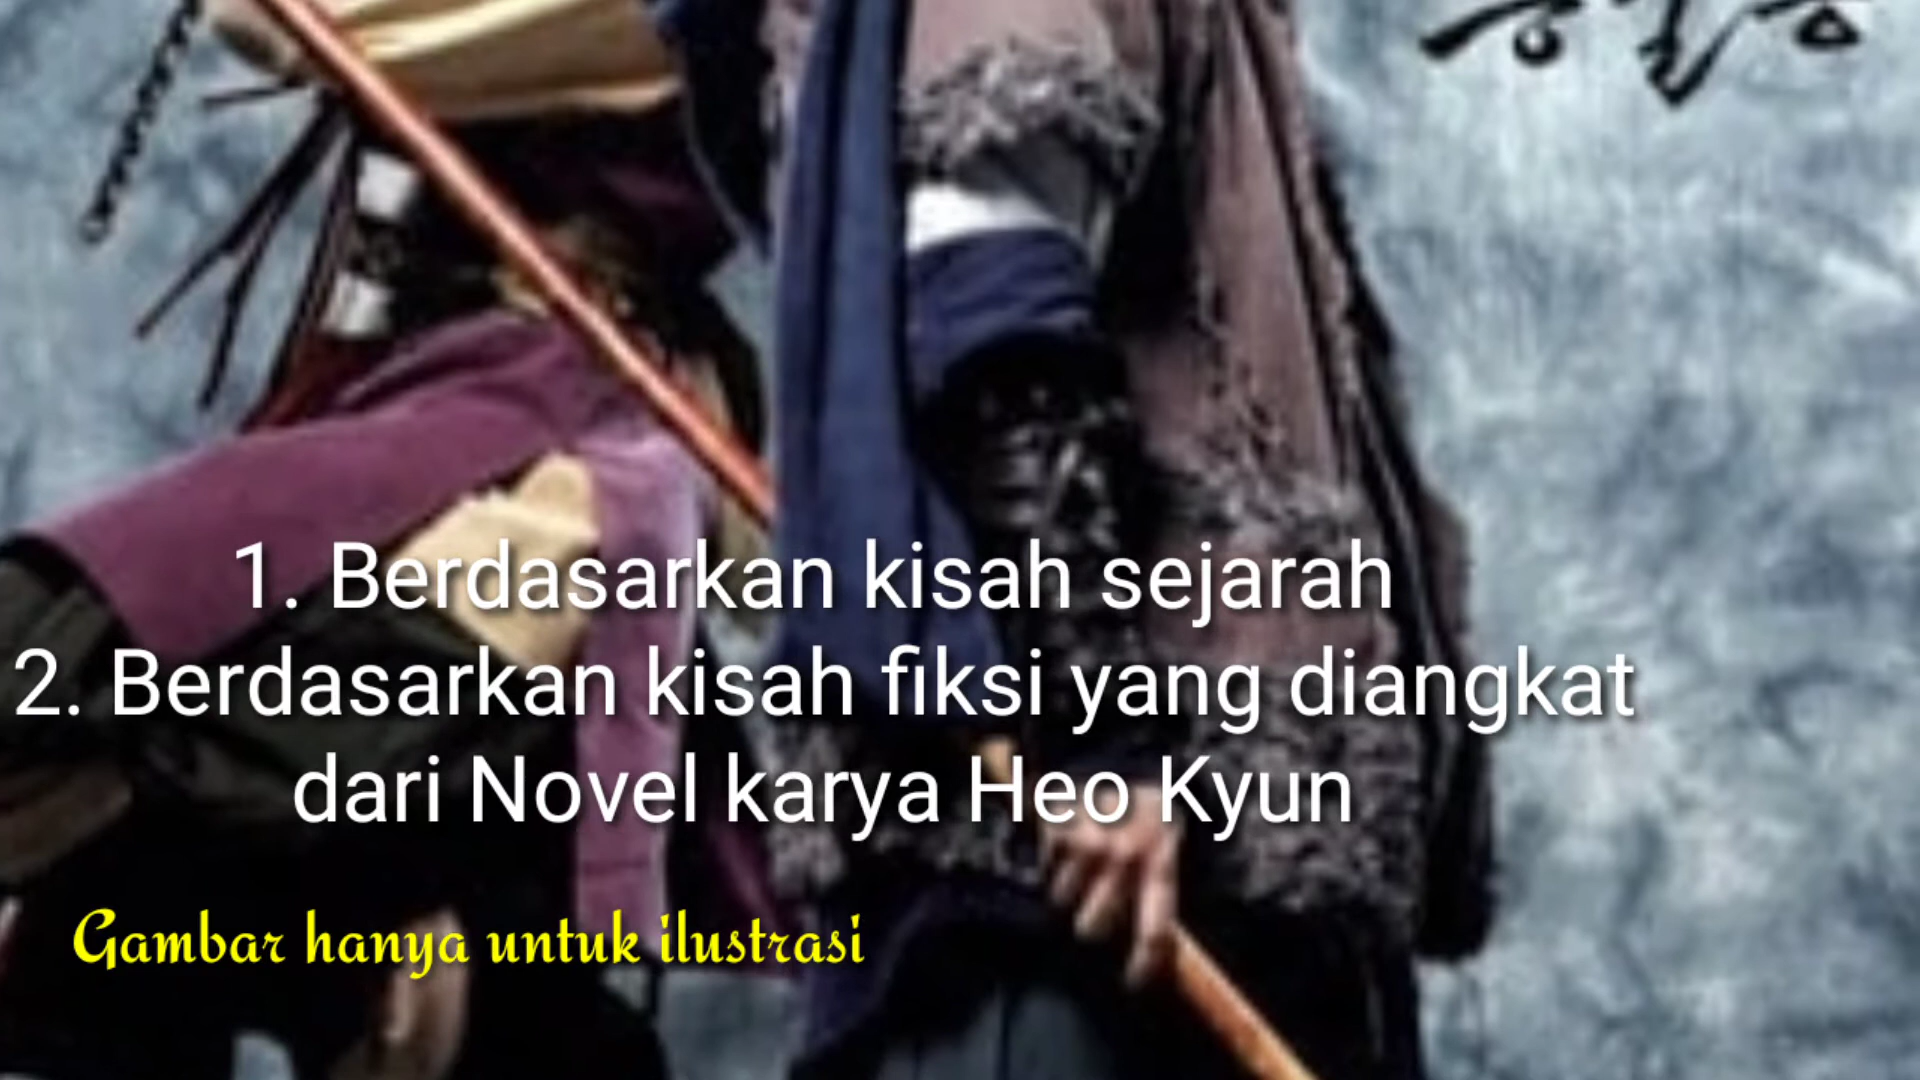 1. Berdasarkan kisah sejarah
2. Berdasarkan kisah fiksi yang diangkat
dari Novel karya Heo Kyun
Gambar hanya untuk ilustrasi